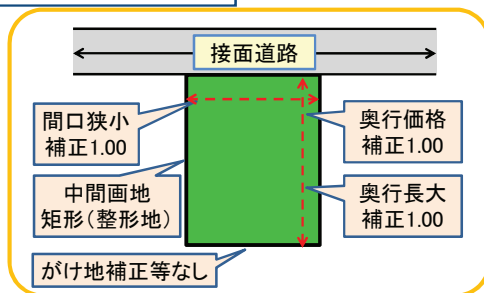 接面道路
間口狭小
補正1.00
奥行価格
補正1.00
中間画地
矩形(整形地)
奥行長大
補正1.00
がけ地補正等なし